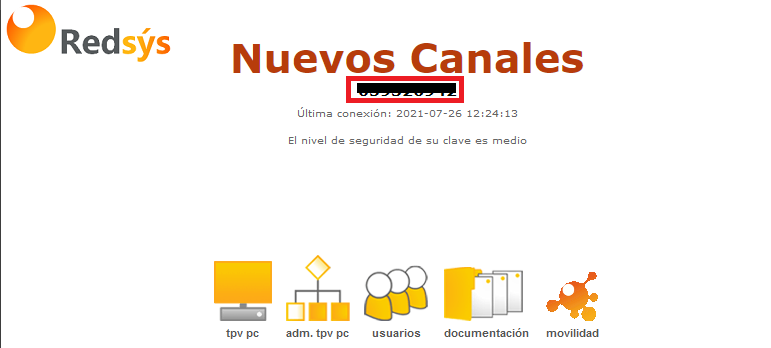 Redsýs
Nuevos Canales
Última conexión: 2021-07-26 12:24:13
El nivel de seguridad de su clave es medio
tpv pc
adm. tpv pc
usuarios
documentación
movilidad